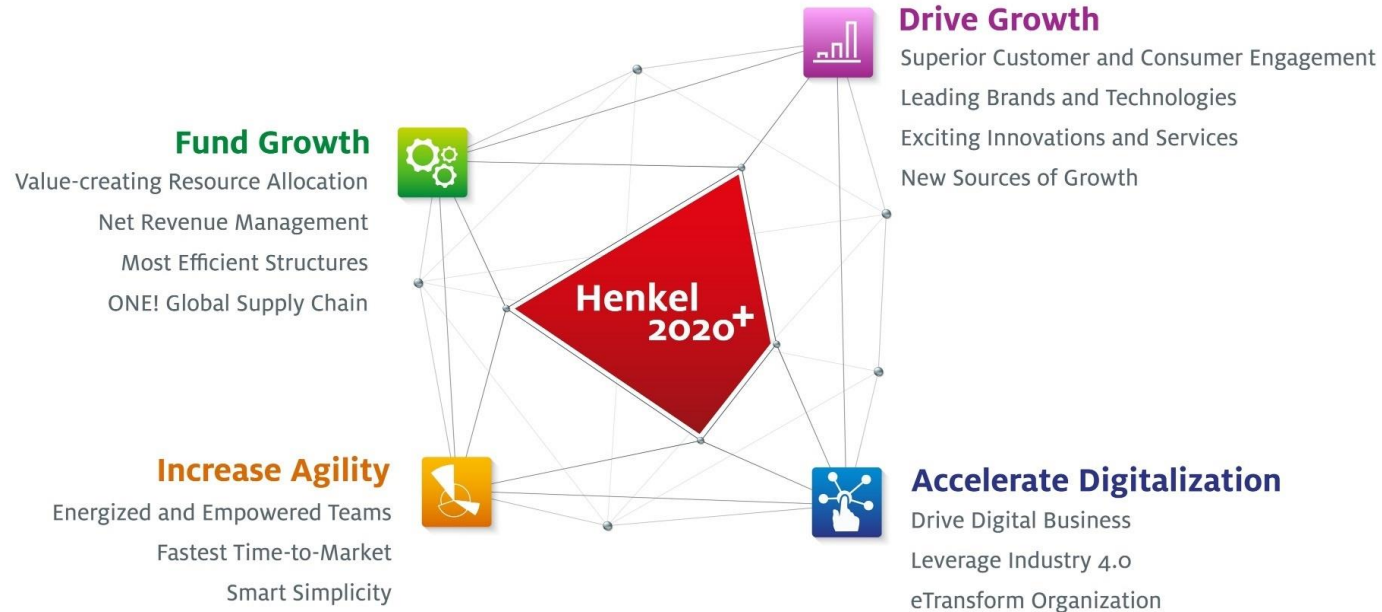 Drive Growth
Superior Customer and Consumer Engagement
Leading Brands and Technologies
Exciting Innovations and Services
New Sources of Growth
Fund Growth
Value-creating Resource Allocation
Net Revenue Management
Most Efficient Structures
ONE! Global Supply Chain
Henkel
2020+
Increase Agility
Energized and Empowered Teams
Fastest Time-to-Market
Smart Simplicity
Accelerate Digitalization
Drive Digital Business
Leverage Industry 4.0
eTransform Organization